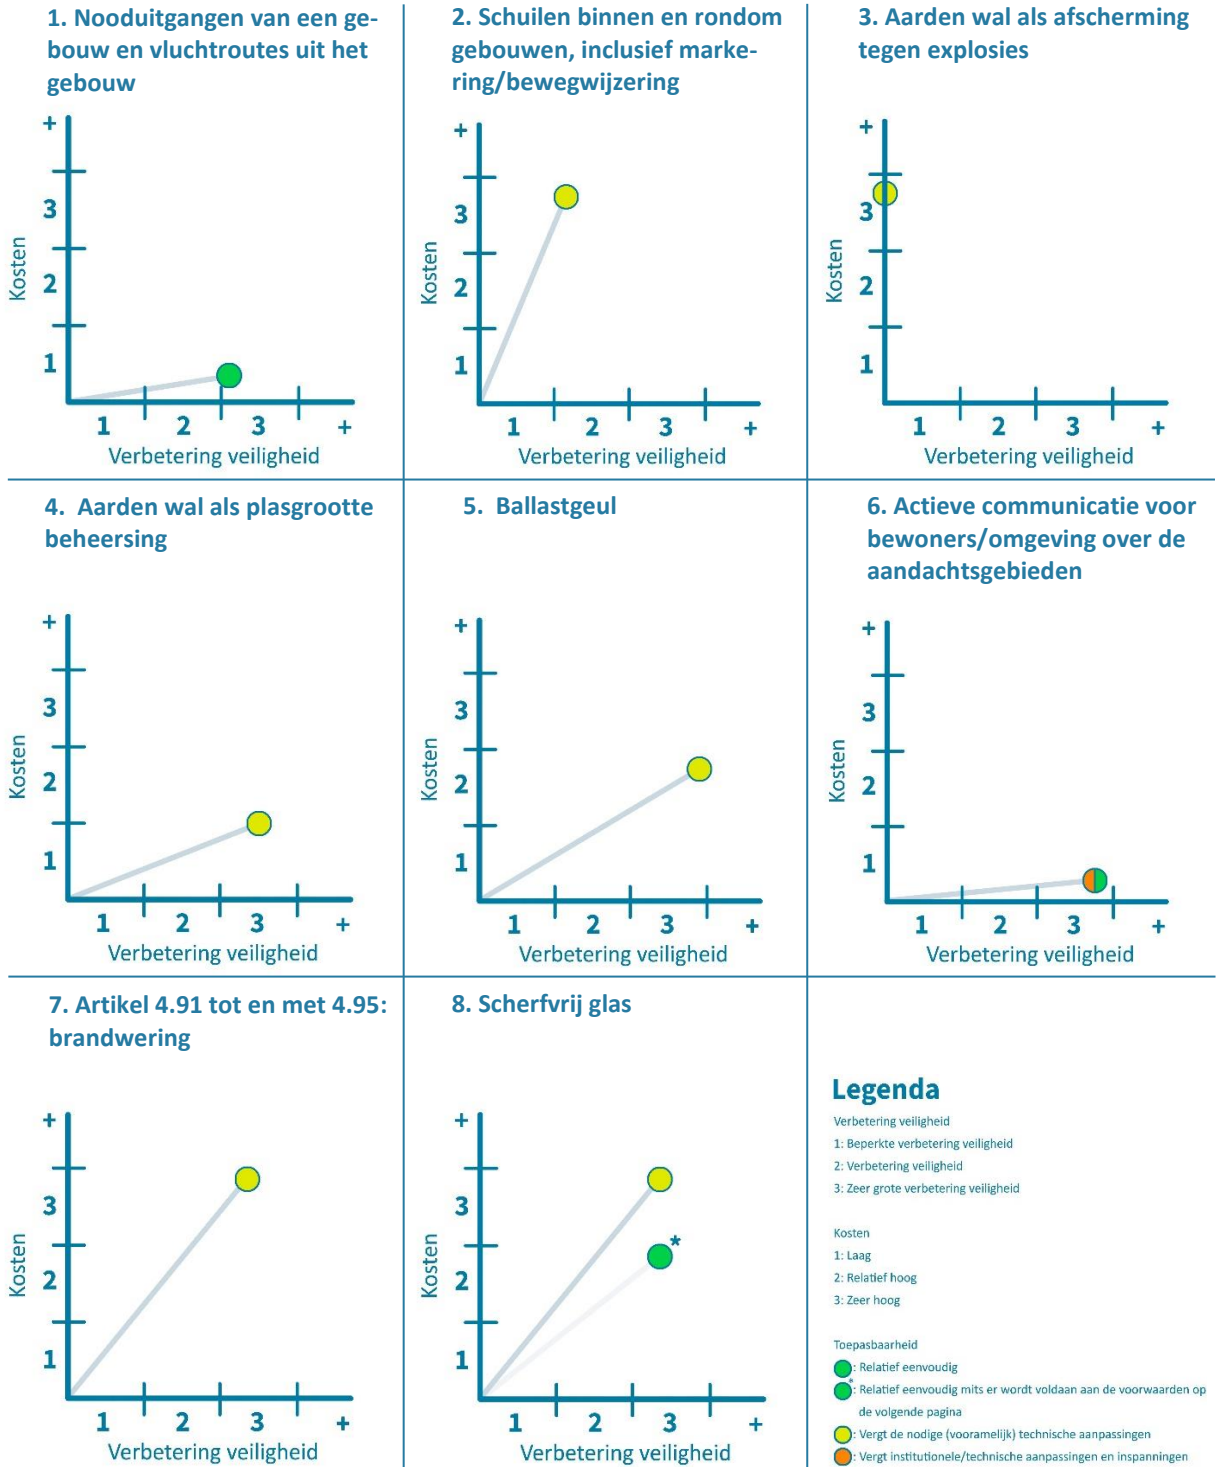 1. Nooduitgangen van een ge-
bouw en vluchtroutes uit het
gebouw
+
3
2
1
Kosten
1 2 3 +
Verbetering veiligheid
2. Schuilen binnen en rondom
gebouwen, inclusief marke-
ring/bewegwijzering
+
3
2
1
Kosten
1 2 3 +
Verbetering veiligheid
3. Aarden wal als afscherming
tegen explosies
+
3
2
1
Kosten
1 2 3 +
Verbetering veiligheid
4. Aarden wal als plasgrootte
beheersing
+
3
2
1
Kosten
1 2 3 +
Verbetering veiligheid
5. Ballastgeul
+
3
2
1
Kosten
1 2 3 +
Verbetering veiligheid
6. Actieve communicatie voor
bewoners/omgeving over de
aandachtsgebieden
+
3
2
1
Kosten
1 2 3 +
Verbetering veiligheid
7. Artikel 4.91 tot en met 4.95:
brandwering
+
3
2
1
Kosten
1 2 3 +
Verbetering veiligheid
8. Scherfvrij glas
+
3
2
1
Kosten
*
1 2 3 +
Verbetering veiligheid
Legenda
Verbetering veiligheid
1: Beperkte verbetering veiligheid
2: Verbetering veiligheid
3: Zeer grote verbetering veiligheid
Kosten
1: Laag
2: Relatief hoog
3: Zeer hoog
Toepasbaarheid
: Relatief eenvoudig
*: Relatief eenvoudig mits er wordt voldaan aan de voorwaarden op
de volgende pagina
: Vergt de nodige (vooramelijk) technische aanpassingen
: Vergt institutionele/technische aanpassingen en inspanningen